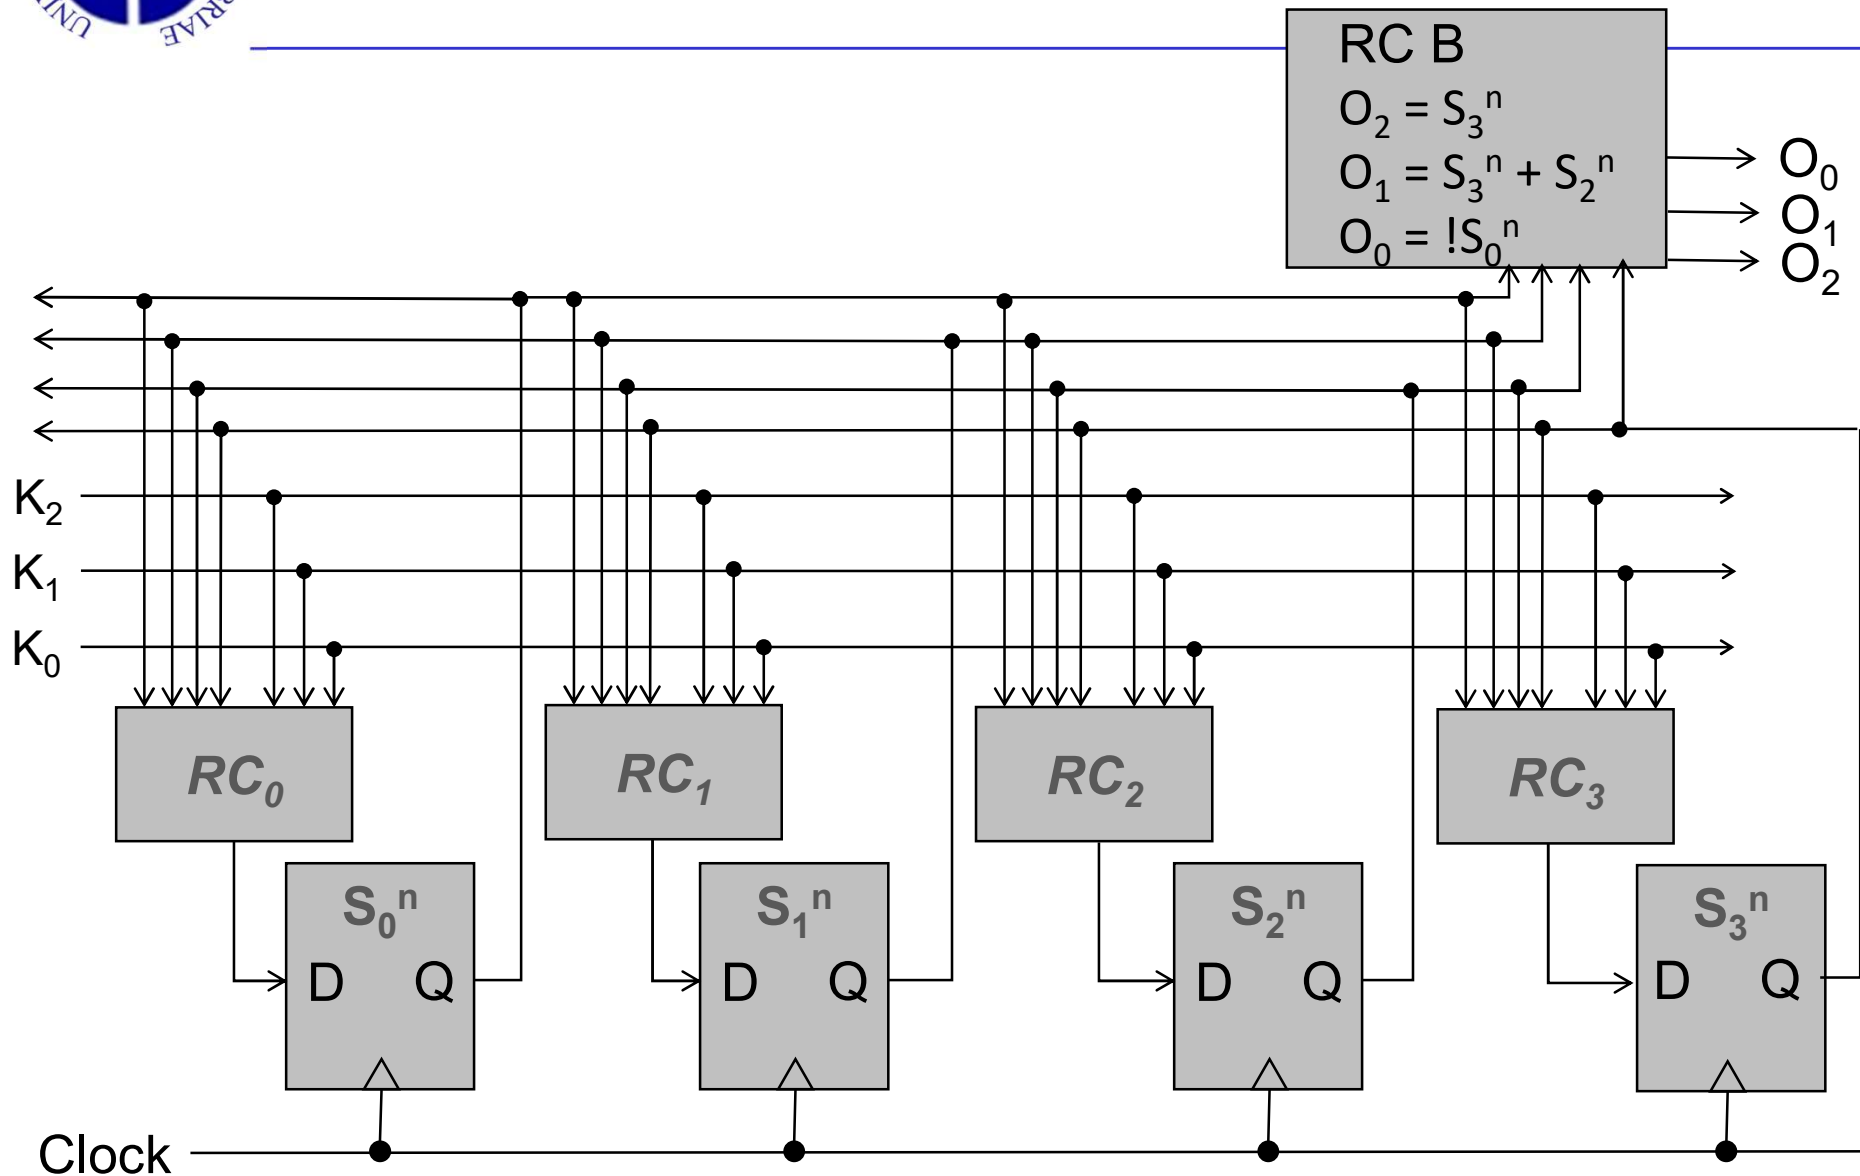 RC B
O₂ = S₃ⁿ
O₁ = S₃ⁿ + S₂ⁿ
O₀ = !S₀ⁿ
O₀
O₁
O₂
K₂
K₁
K₀
RC₀
RC₁
RC₂
RC₃
S₀ⁿ
D Q
S₁ⁿ
D Q
S₂ⁿ
D Q
S₃ⁿ
D Q
Clock